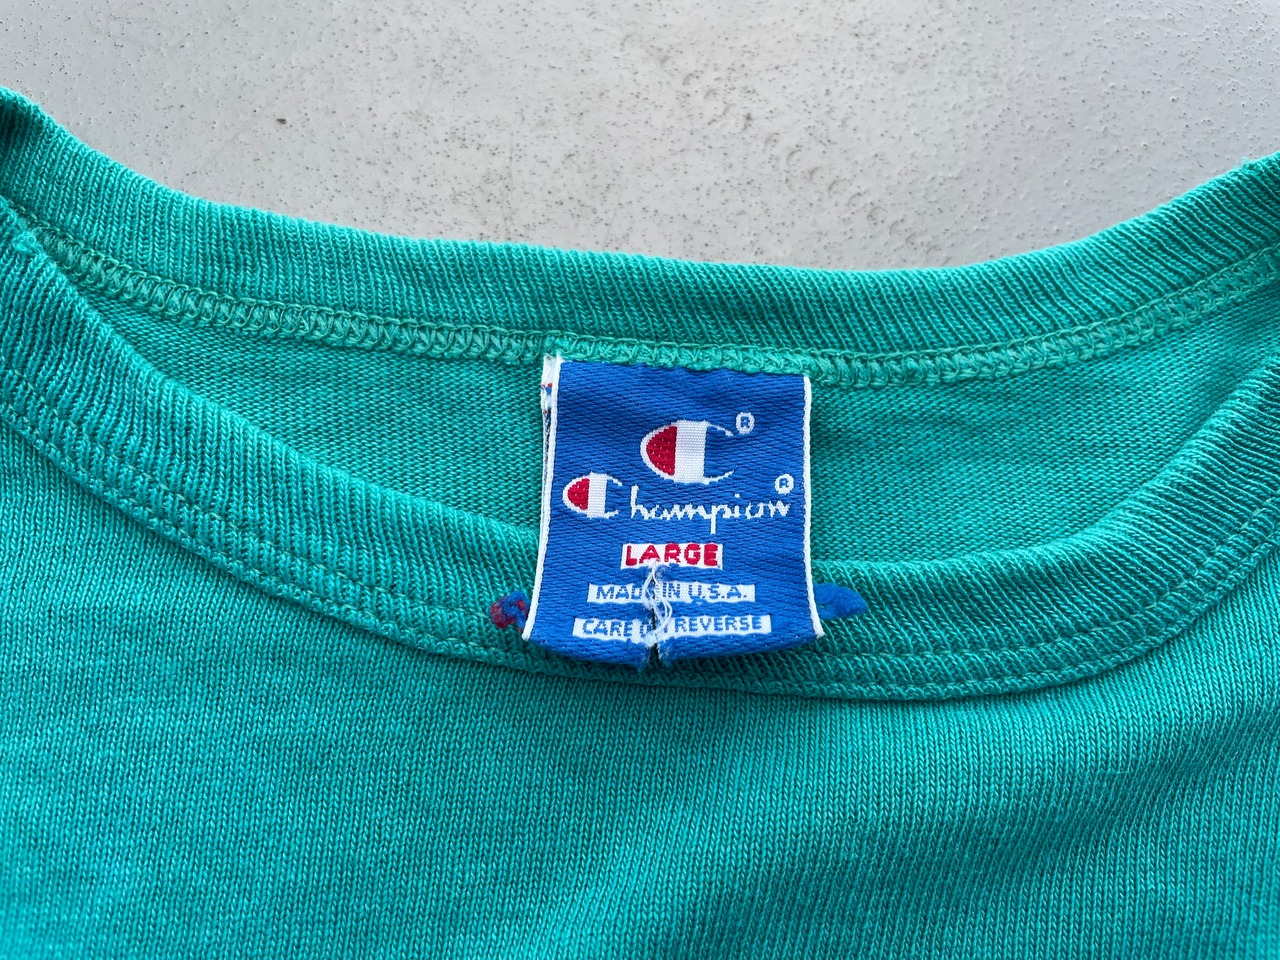 ®
Champion®
LARGE
MADE IN U.S.A.
CARE ON REVERSE